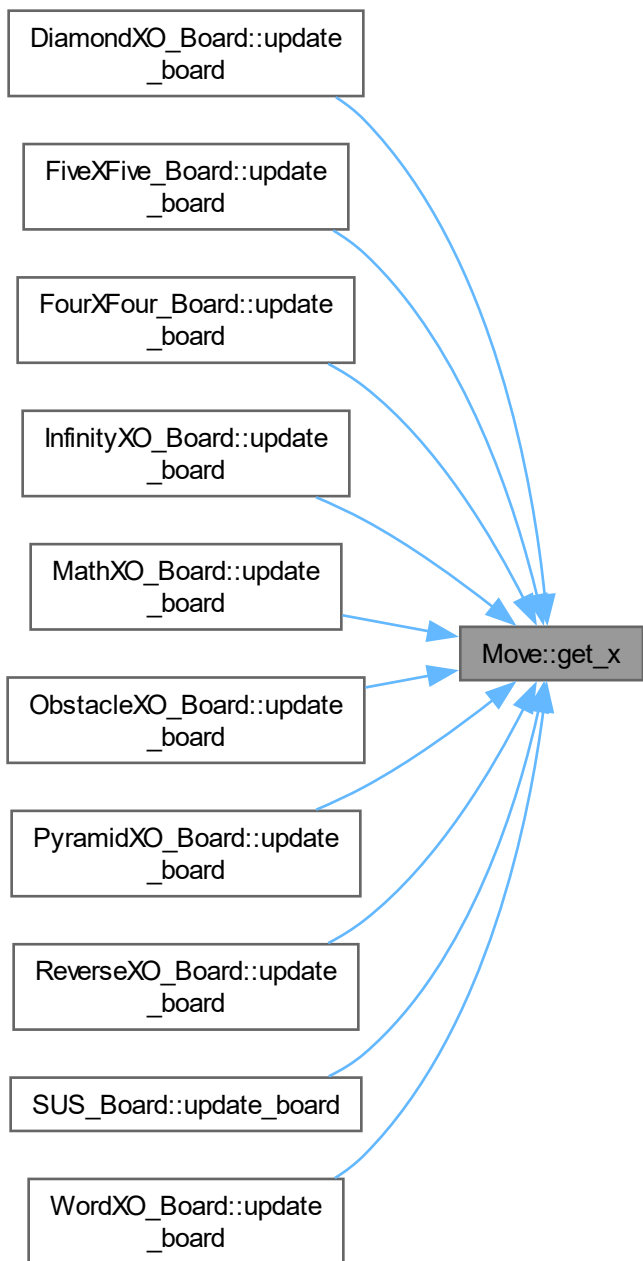 DiamondXO_Board::update
_board
FiveXFive_Board::update
_board
FourXFour_Board::update
_board
InfinityXO_Board::update
_board
MathXO_Board::update
_board
Move::get_x
ObstacleXO_Board::update
_board
PyramidXO_Board::update
_board
ReverseXO_Board::update
_board
SUS_Board::update_board
WordXO_Board::update
_board